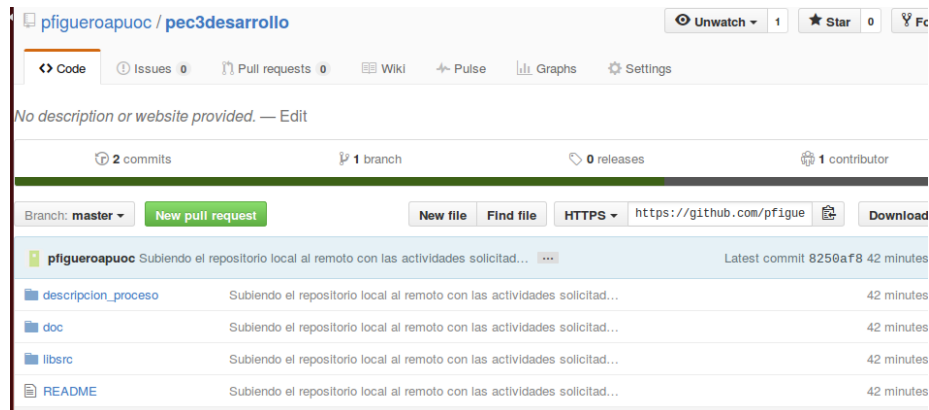 pfigueroapuoc / pec3desarrollo Unwatch 1 Star 0 Fo
Code Issues 0 Pull requests 0 Wiki Pulse Graphs Settings
No description or website provided. — Edit
2 commits 1 branch 0 releases 1 contributor
Branch: master New pull request New file Find file HTTPS https://github.com/pfigue Download
pfigueroapuoc Subiendo el repositorio local al remoto con las actividades solicitad… ... Latest commit 8250af8 42 minutes
descripcion_proceso Subiendo el repositorio local al remoto con las actividades solicitad… 42 minutes
doc Subiendo el repositorio local al remoto con las actividades solicitad… 42 minutes
libsrc Subiendo el repositorio local al remoto con las actividades solicitad… 42 minutes
README Subiendo el repositorio local al remoto con las actividades solicitad… 42 minutes